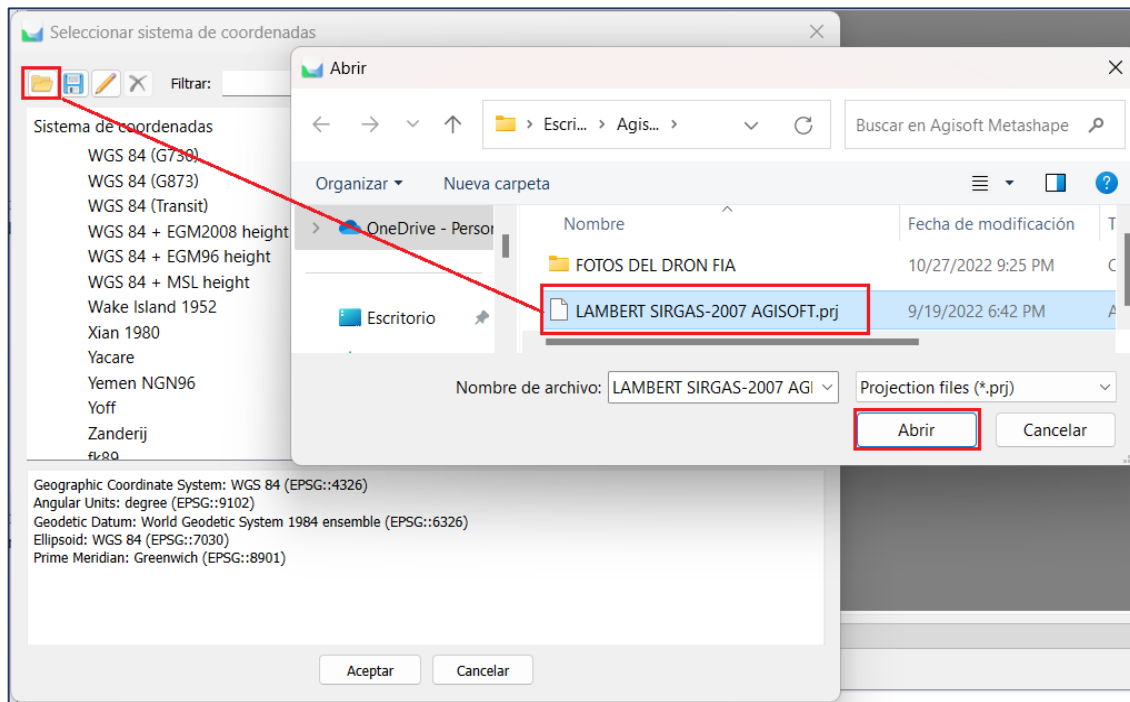 Seleccionar sistema de coordenadas
Filtrar:
Sistema de coordenadas
WGS 84 (G730)
WGS 84 (G873)
WGS 84 (Transit)
WGS 84 + EGM2008 height
WGS 84 + EGM96 height
WGS 84 + MSL height
Wake Island 1952
Xian 1980
Yacare
Yemen NGN96
Yoff
Zanderij
fk89
Geographic Coordinate System: WGS 84 (EPSG::4326)
Angular Units: degree (EPSG::9102)
Geodetic Datum: World Geodetic System 1984 ensemble (EPSG::6326)
Ellipsoid: WGS 84 (EPSG::7030)
Prime Meridian: Greenwich (EPSG::8901)
Aceptar Cancelar
Abrir
Escri... > Agis... > Buscar en Agisoft Metashape
Organizar Nueva carpeta
OneDrive - Person
Escritorio
Nombre Fecha de modificación T
FOTOS DEL DRON FIA 10/27/2022 9:25 PM C
LAMBERT SIRGAS-2007 AGISOFT.prj 9/19/2022 6:42 PM A
Nombre de archivo: LAMBERT SIRGAS-2007 AGI Projection files (*.prj)
Abrir Cancelar